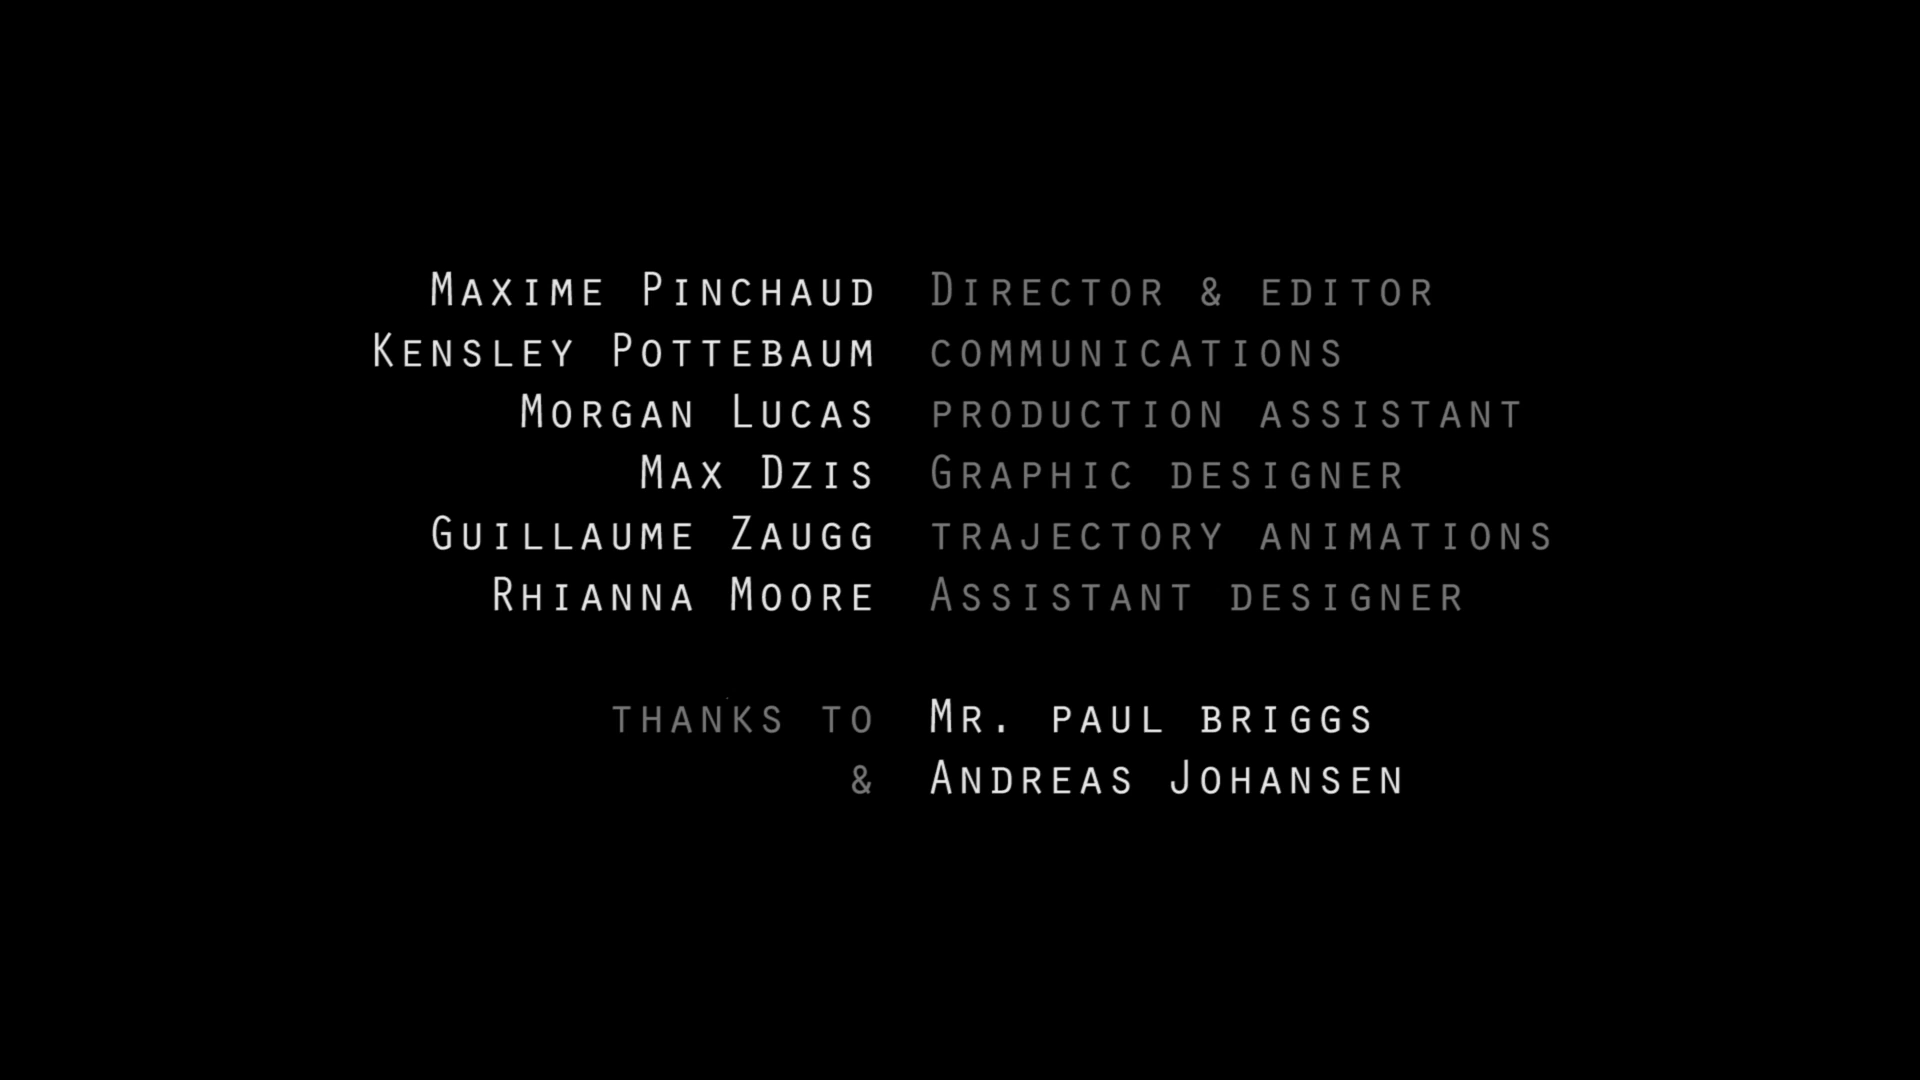 Maxime Pinchaud Director & editor
Kensley Pottebaum communications
Morgan Lucas production assistant
Max Dzis Graphic designer
Guillaume Zaugg trajectory animations
Rhianna Moore Assistant designer
thanks to Mr. paul briggs
& Andreas Johansen